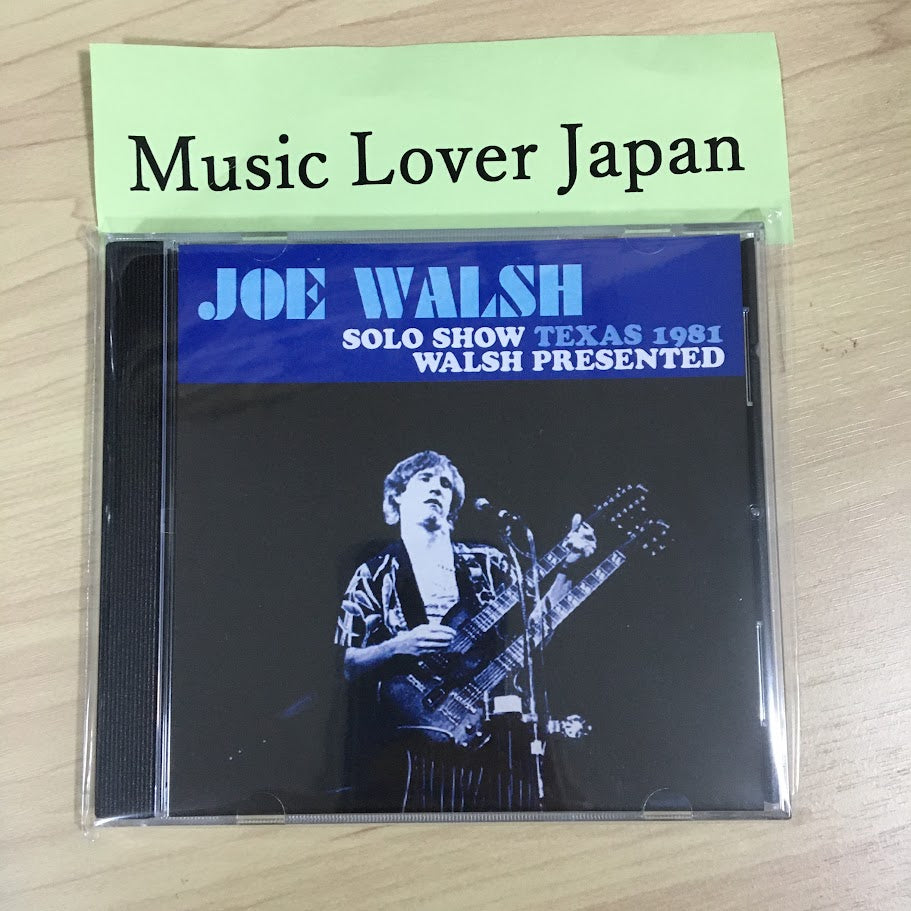 Music Lover Japan
JOE WALSH
SOLO SHOW TEXAS 1981
WALSH PRESENTED